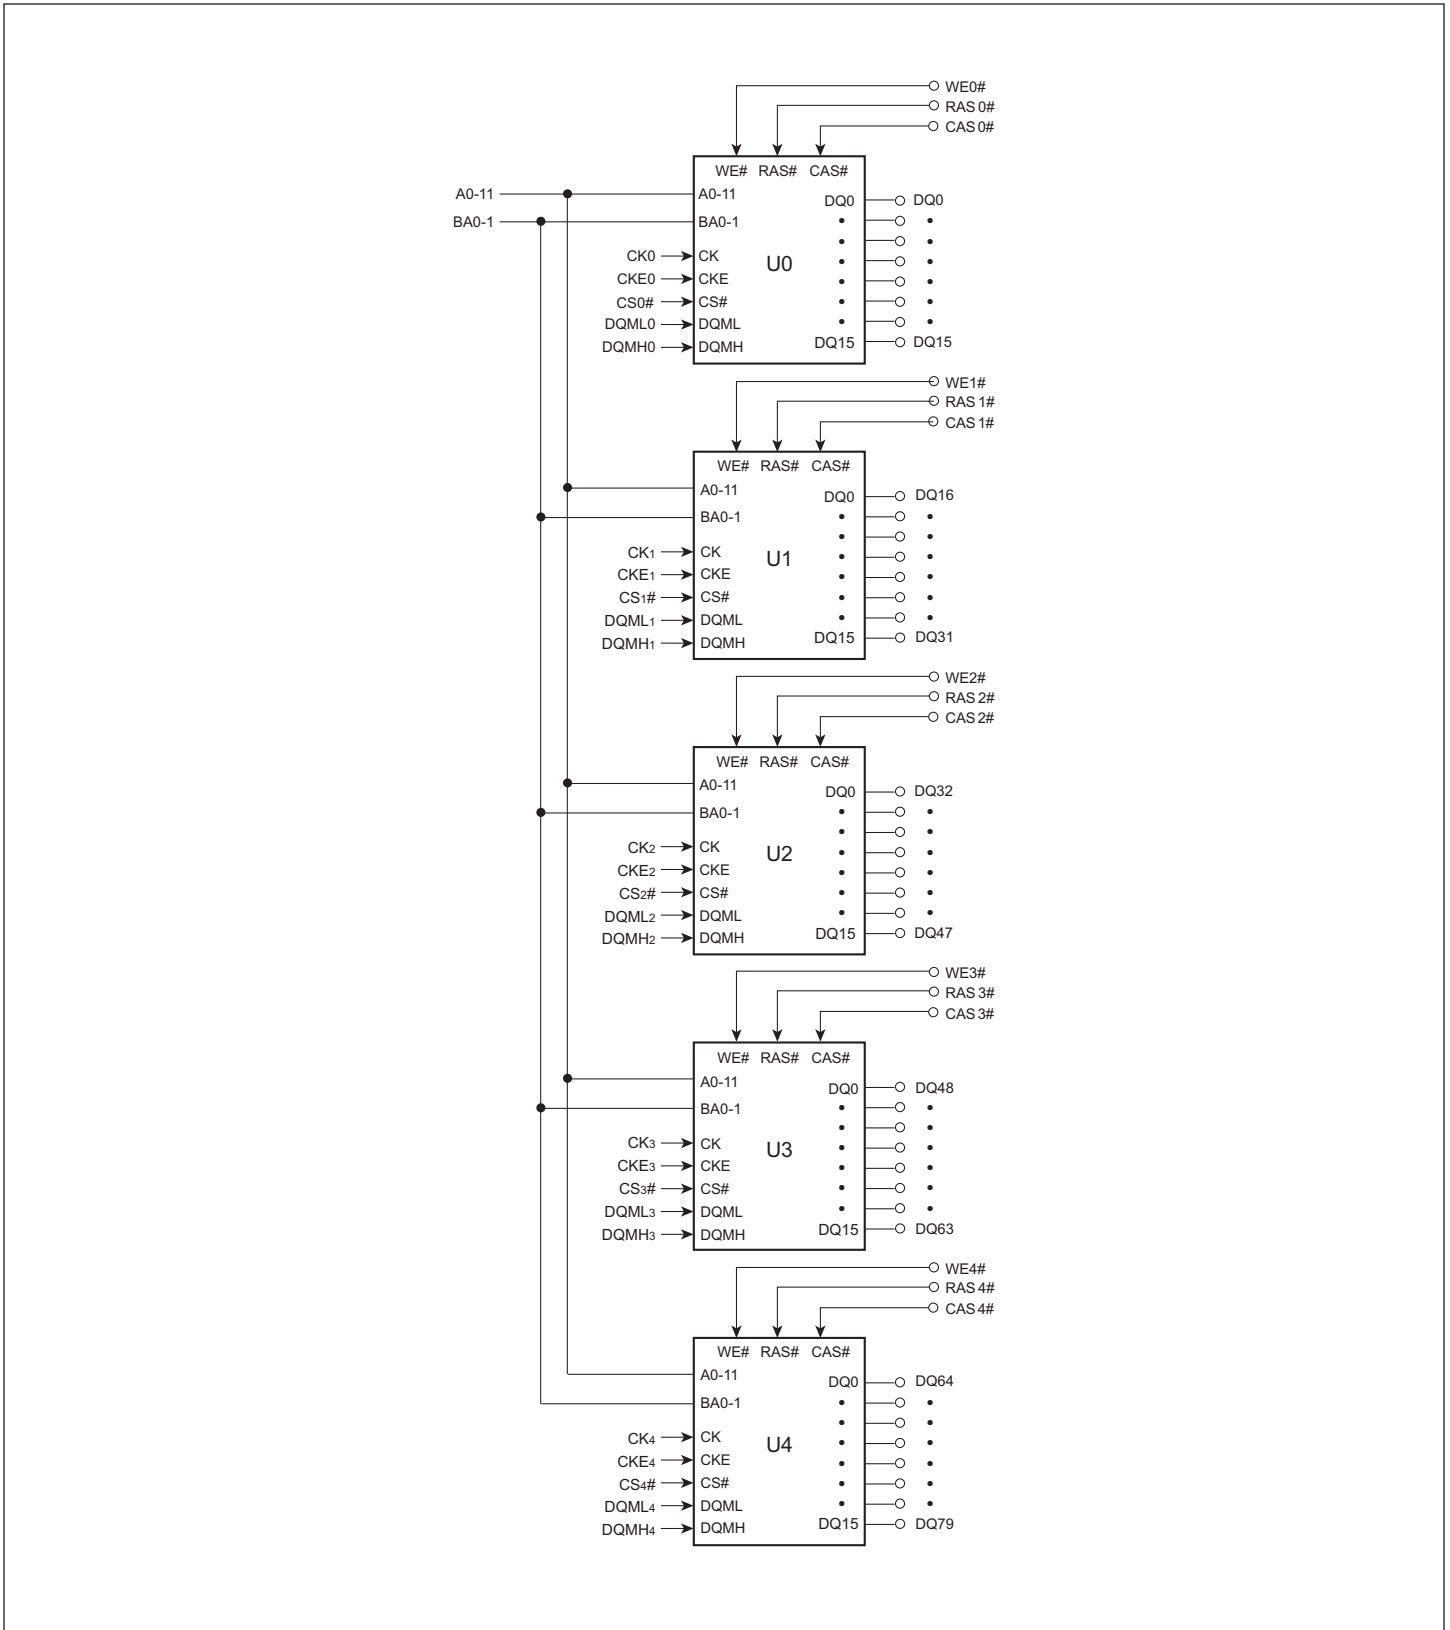 WE0#
RAS 0#
CAS 0#
WE# RAS# CAS#
A0-11 A0-11 DQ0 DQ0
BA0-1 BA0-1
CK0 CK U0
CKE0 CKE
CS0# CS#
DQML0 DQML
DQMH0 DQMH DQ15 DQ15
WE1#
RAS 1#
CAS 1#
WE# RAS# CAS#
A0-11 DQ0 DQ16
BA0-1
CK1 CK U1
CKE1 CKE
CS1# CS#
DQML1 DQML
DQMH1 DQMH DQ15 DQ31
WE2#
RAS 2#
CAS 2#
WE# RAS# CAS#
A0-11 DQ0 DQ32
BA0-1
CK2 CK U2
CKE2 CKE
CS2# CS#
DQML2 DQML
DQMH2 DQMH DQ15 DQ47
WE3#
RAS 3#
CAS 3#
WE# RAS# CAS#
A0-11 DQ0 DQ48
BA0-1
CK3 CK U3
CKE3 CKE
CS3# CS#
DQML3 DQML
DQMH3 DQMH DQ15 DQ63
WE4#
RAS 4#
CAS 4#
WE# RAS# CAS#
A0-11 DQ0 DQ64
BA0-1
CK4 CK U4
CKE4 CKE
CS4# CS#
DQML4 DQML
DQMH4 DQMH DQ15 DQ79